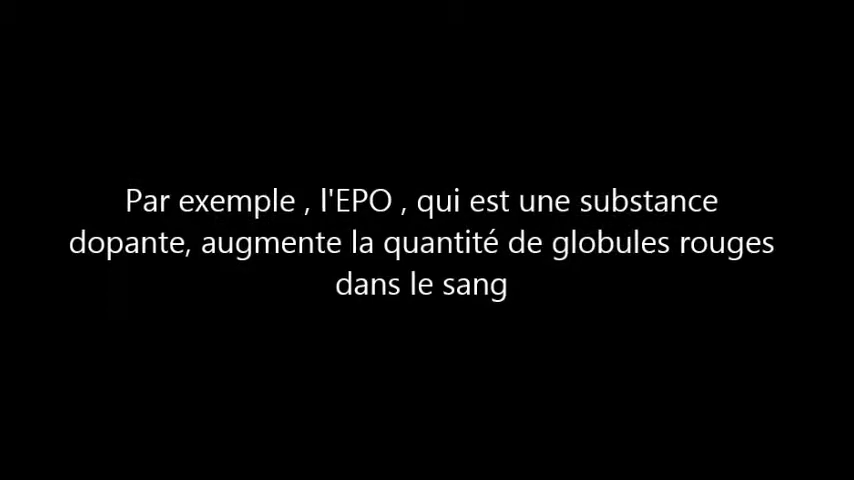 Par exemple , l'EPO , qui est une substance
dopante, augmente la quantité de globules rouges
dans le sang